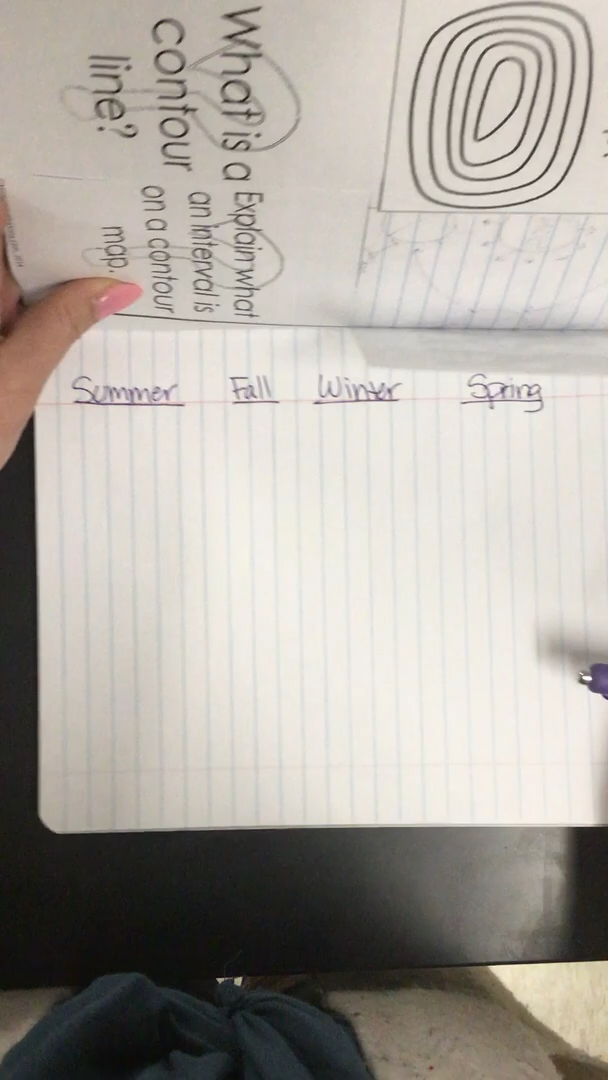 What is a
contour
line?
Explain what
an interval is
on a contour
map.
Summer Fall Winter Spring